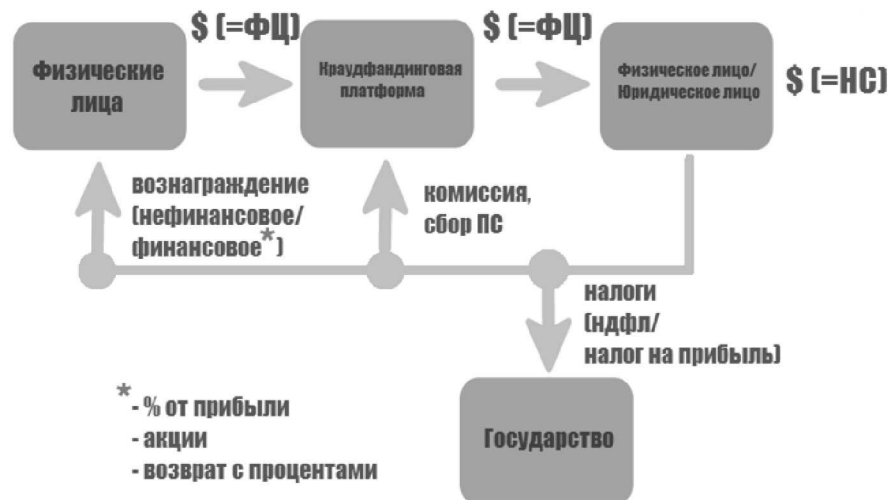 $ (=ФЦ)
$ (=ФЦ)
Физические
лица
Краудфандинговая
платформа
Физическое лицо/
Юридическое лицо
$ (=НС)
вознаграждение
(нефинансовое/
финансовое*)
комиссия,
сбор ПС
налоги
(ндфл/
налог на прибыль)
* - % от прибыли
- акции
- возврат с процентами
Государство